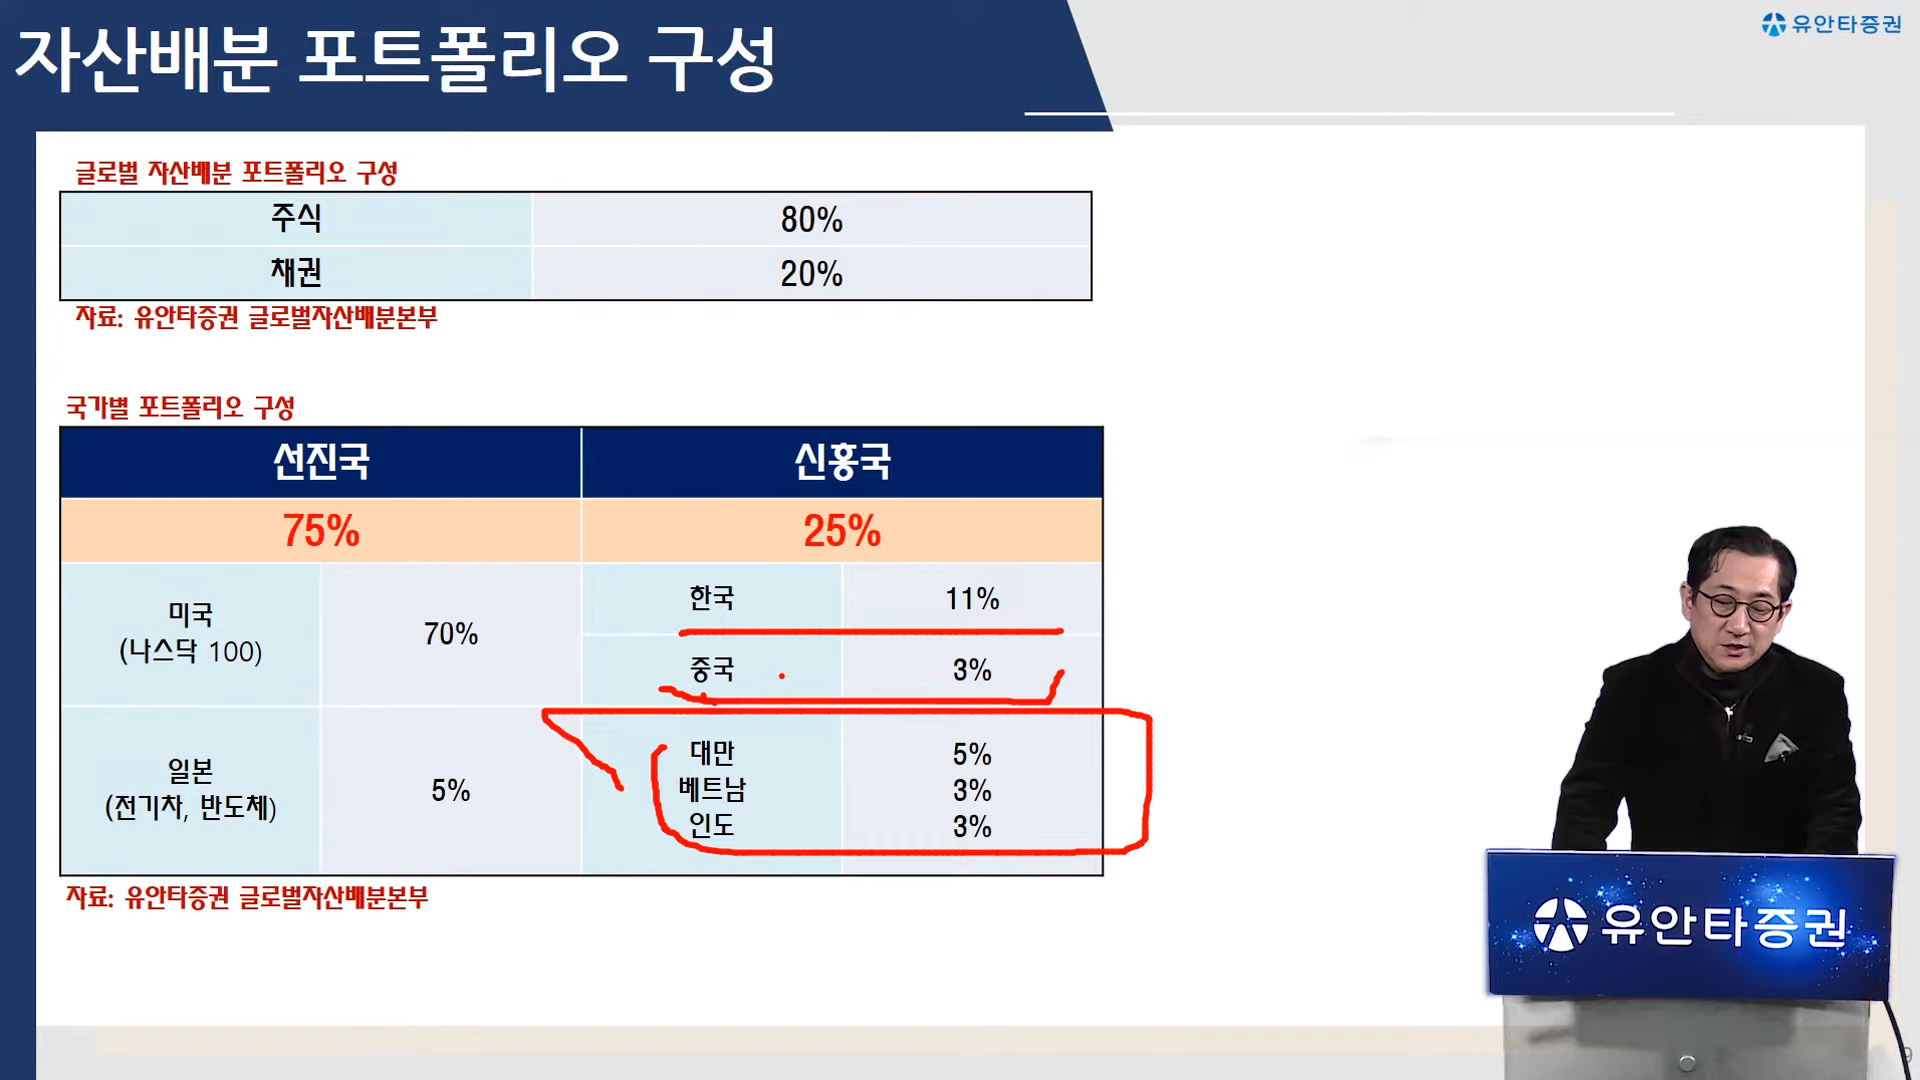 자산배분 포트폴리오 구성
유안타증권
글로벌 자산배분 포트폴리오 구성
주식 80%
채권 20%
자료: 유안타증권 글로벌자산배분본부
국가별 포트폴리오 구성
선진국 신흥국
75% 25%
미국
(나스닥 100)
70%
한국 11%
중국 3%
일본
(전기차, 반도체)
5%
대만 5%
베트남 3%
인도 3%
자료: 유안타증권 글로벌자산배분본부
유안타증권
9